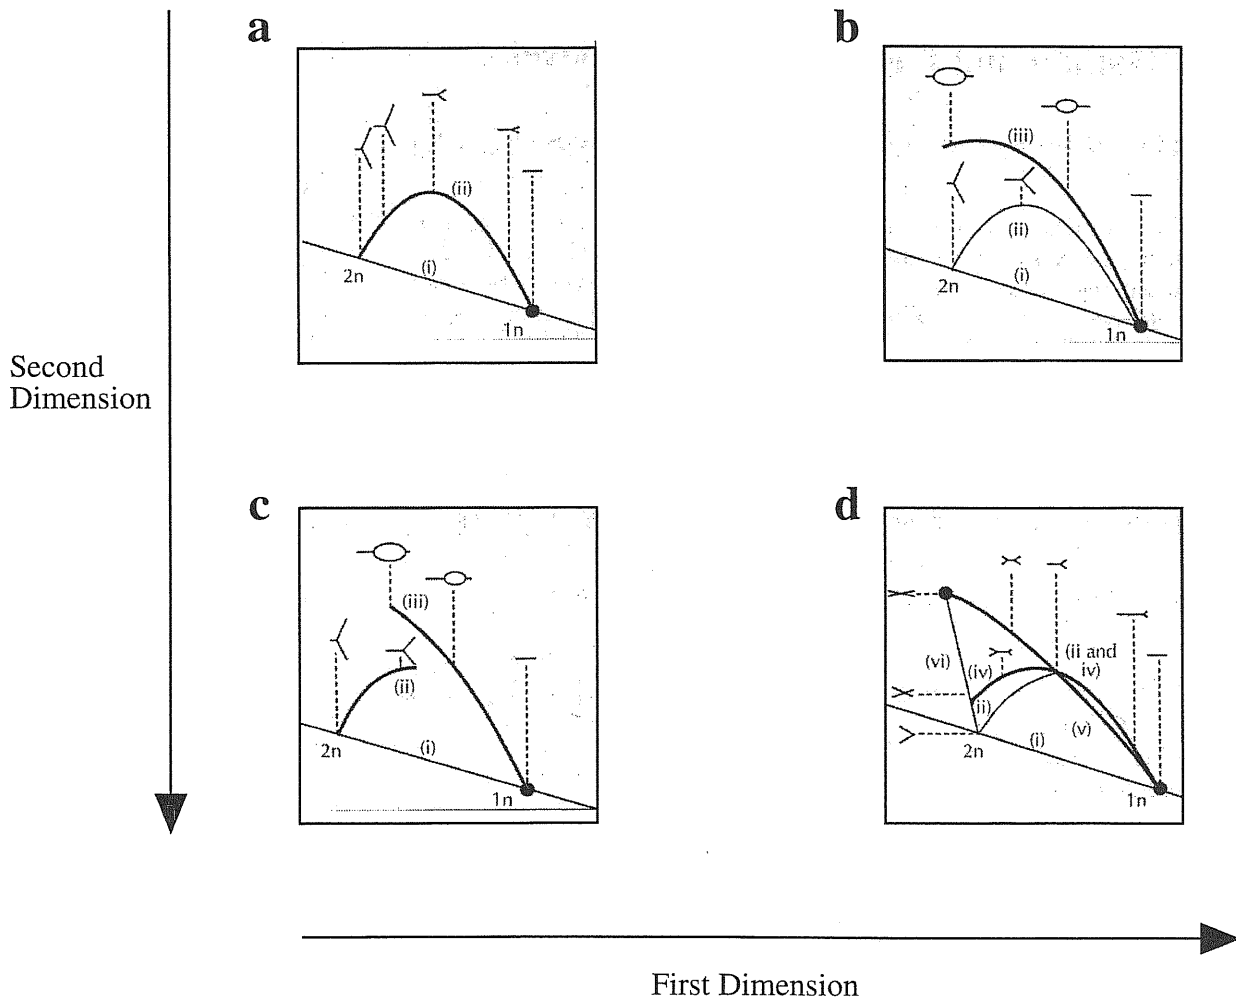 a
b
(ii)
(i)
2n
1n
(iii)
(ii)
(i)
2n
1n
Second
Dimension
c
d
(iii)
(ii)
(i)
2n
1n
(vi)
(iv)
(ii and
iv)
(ii)
(v)
(i)
2n
1n
First Dimension